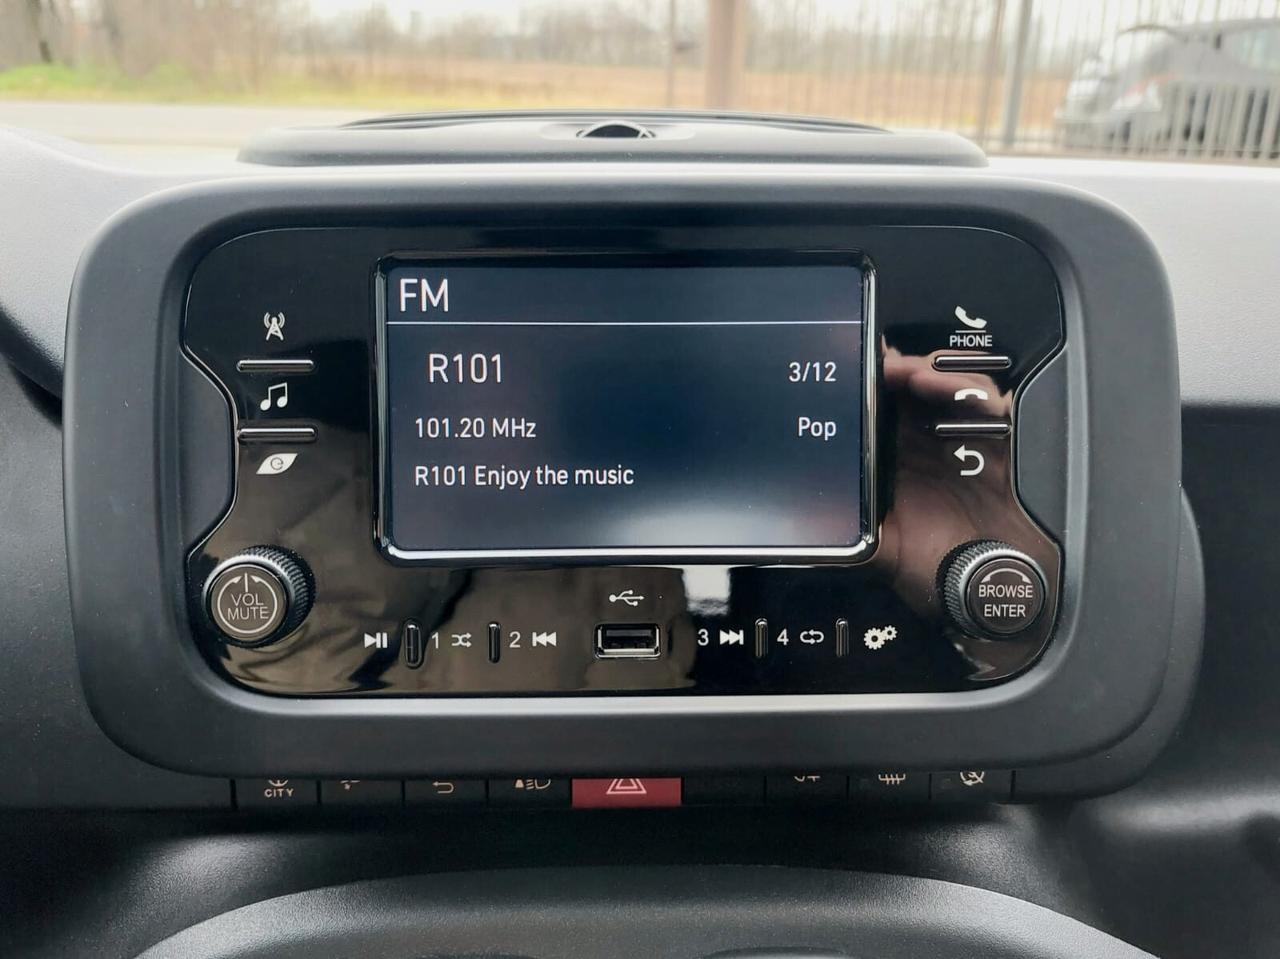 FM
R101
3/12
101.20 MHz
Pop
R101 Enjoy the music
PHONE
VOL
MUTE
BROWSE
ENTER
1
2
3
4
CITY